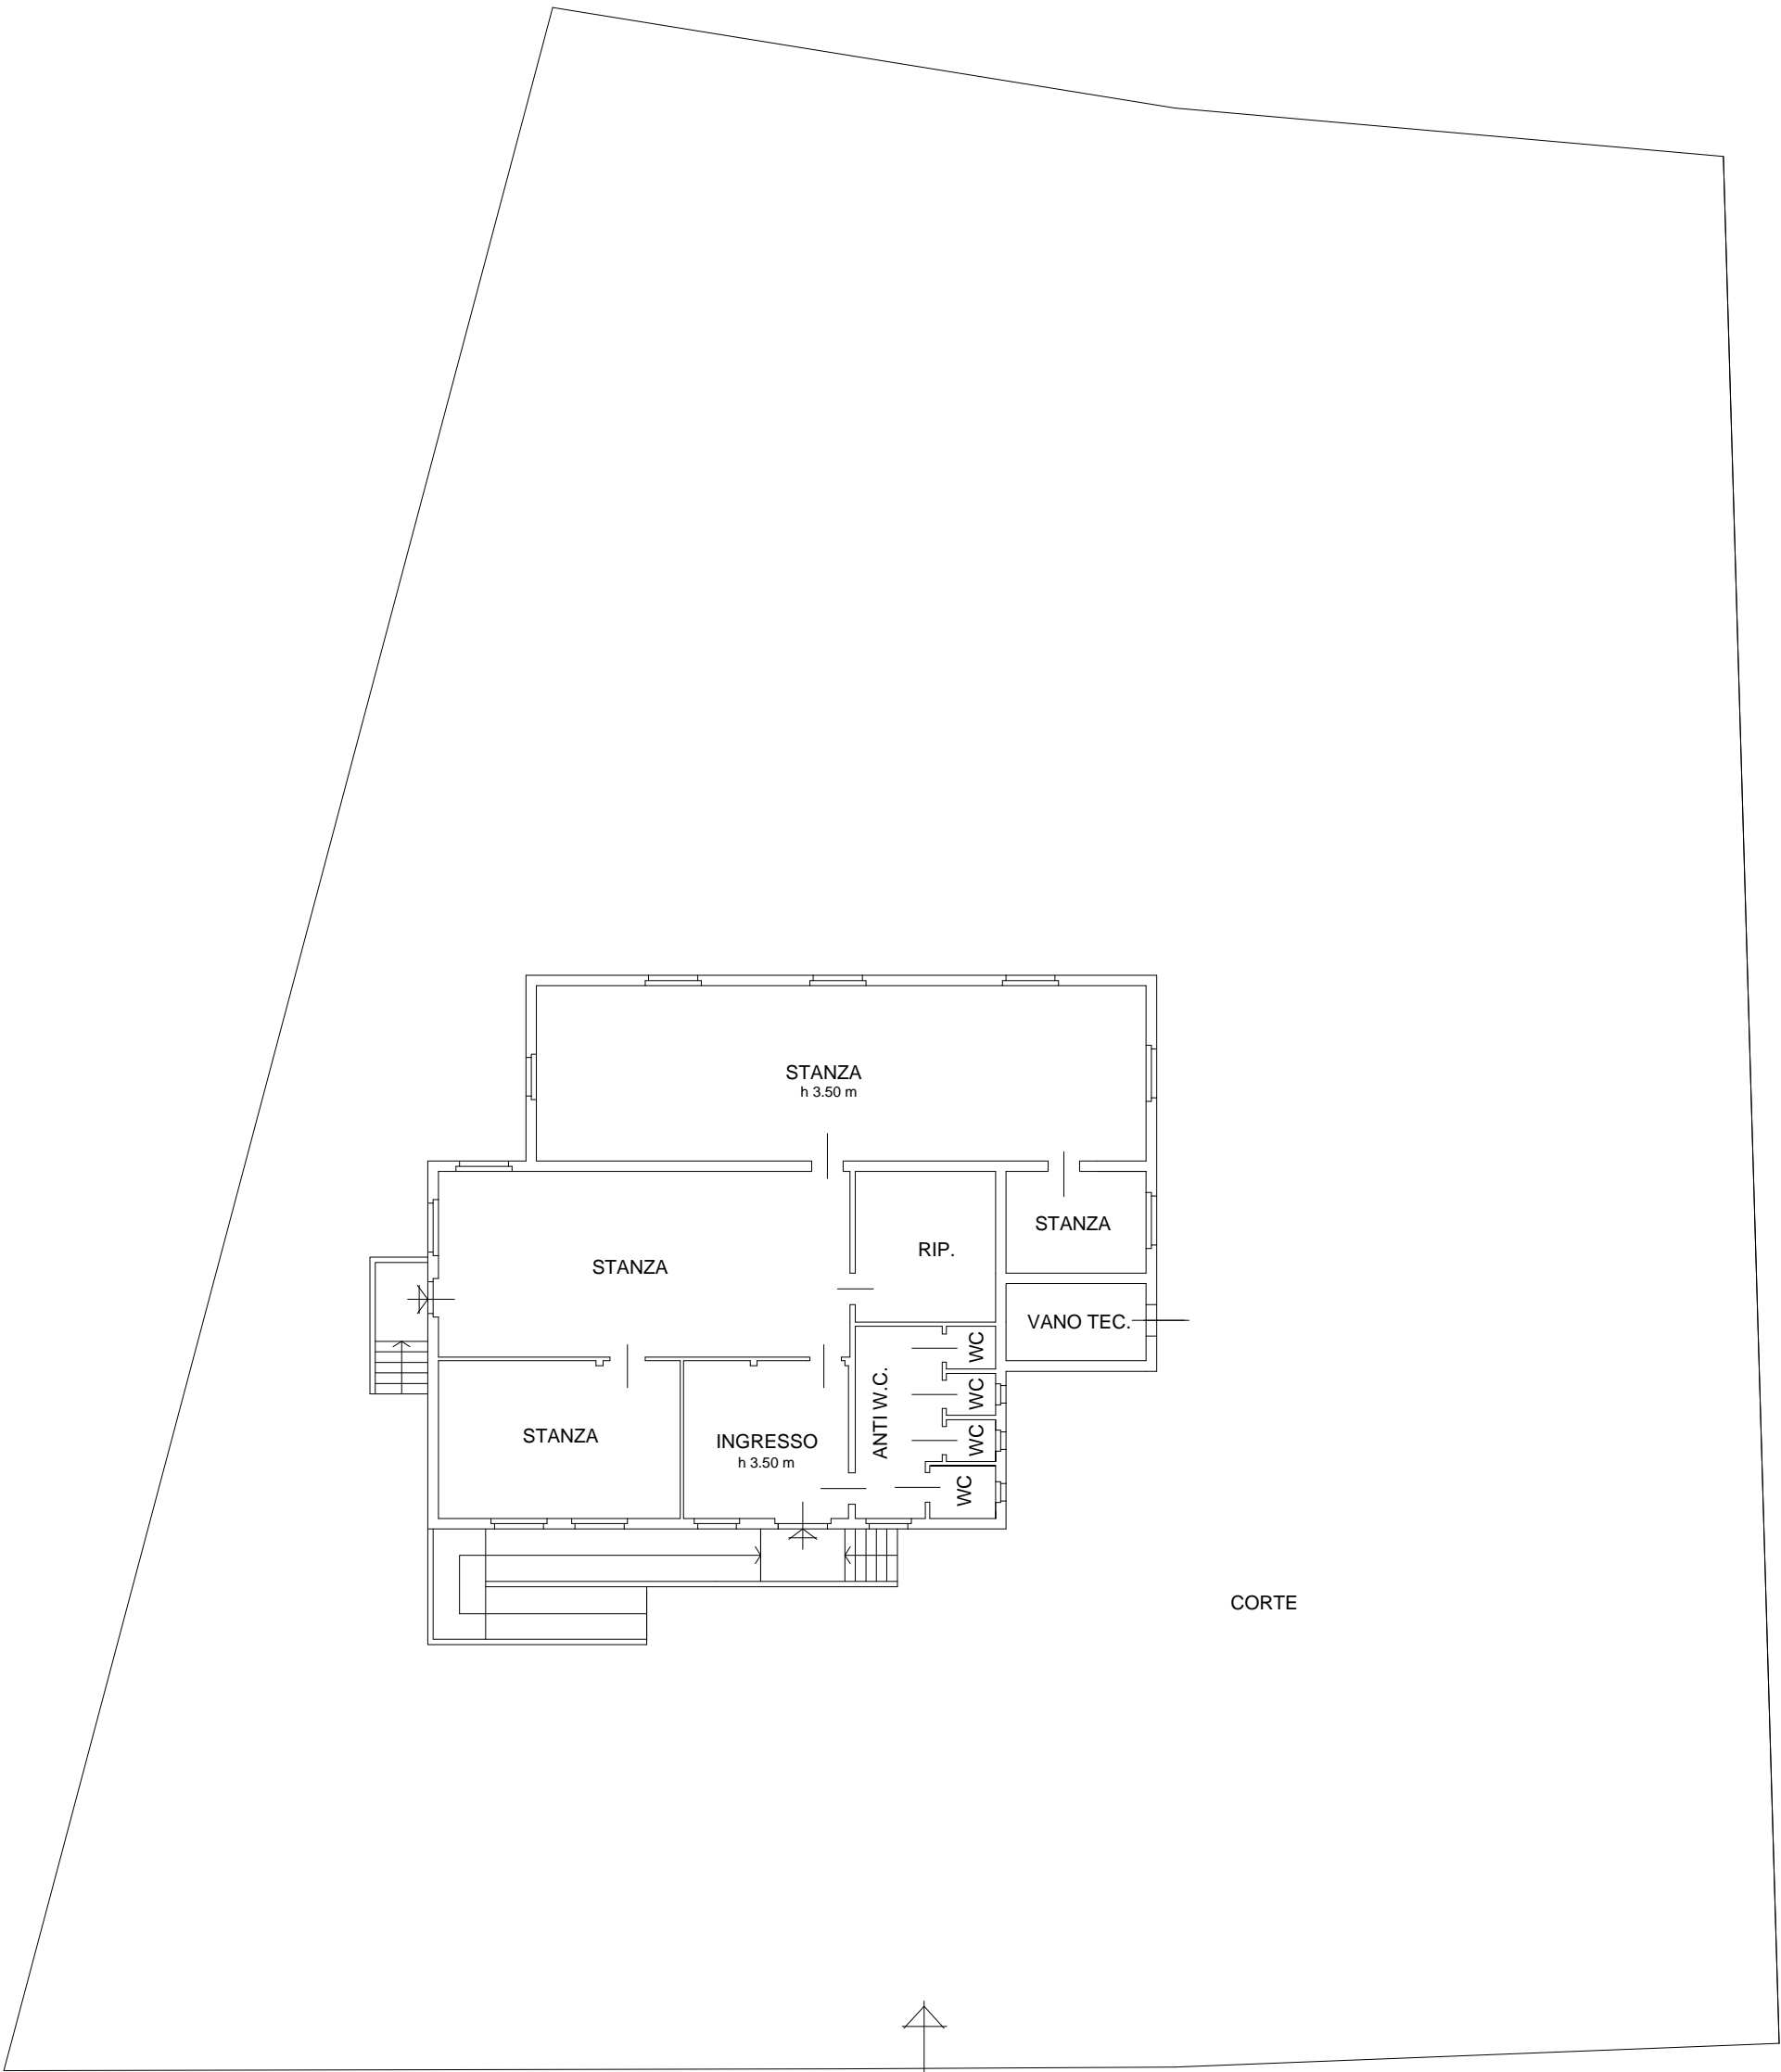 STANZA
h 3.50 m
STANZA
RIP.
STANZA
VANO TEC.
WC
WC
ANTI W.C.
STANZA
INGRESSO
h 3.50 m
WC
WC
CORTE